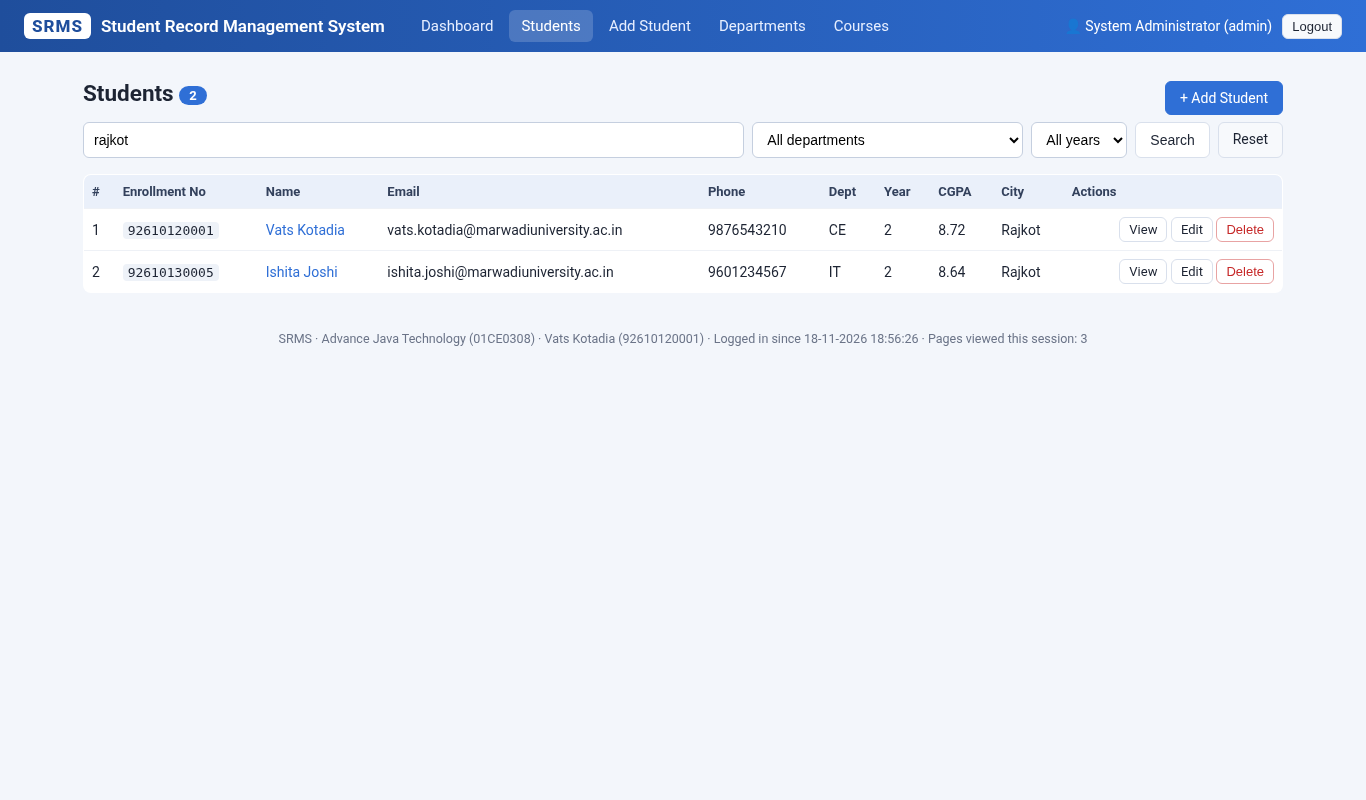 SRMS Student Record Management System Dashboard Students Add Student Departments Courses System Administrator (admin) Logout
Students 2 + Add Student
rajkot All departments All years Search Reset
# Enrollment No Name Email Phone Dept Year CGPA City Actions
1 92610120001 Vats Kotadia vats.kotadia@marwadiuniversity.ac.in 9876543210 CE 2 8.72 Rajkot View Edit Delete
2 92610130005 Ishita Joshi ishita.joshi@marwadiuniversity.ac.in 9601234567 IT 2 8.64 Rajkot View Edit Delete
SRMS · Advance Java Technology (01CE0308) · Vats Kotadia (92610120001) · Logged in since 18-11-2026 18:56:26 · Pages viewed this session: 3